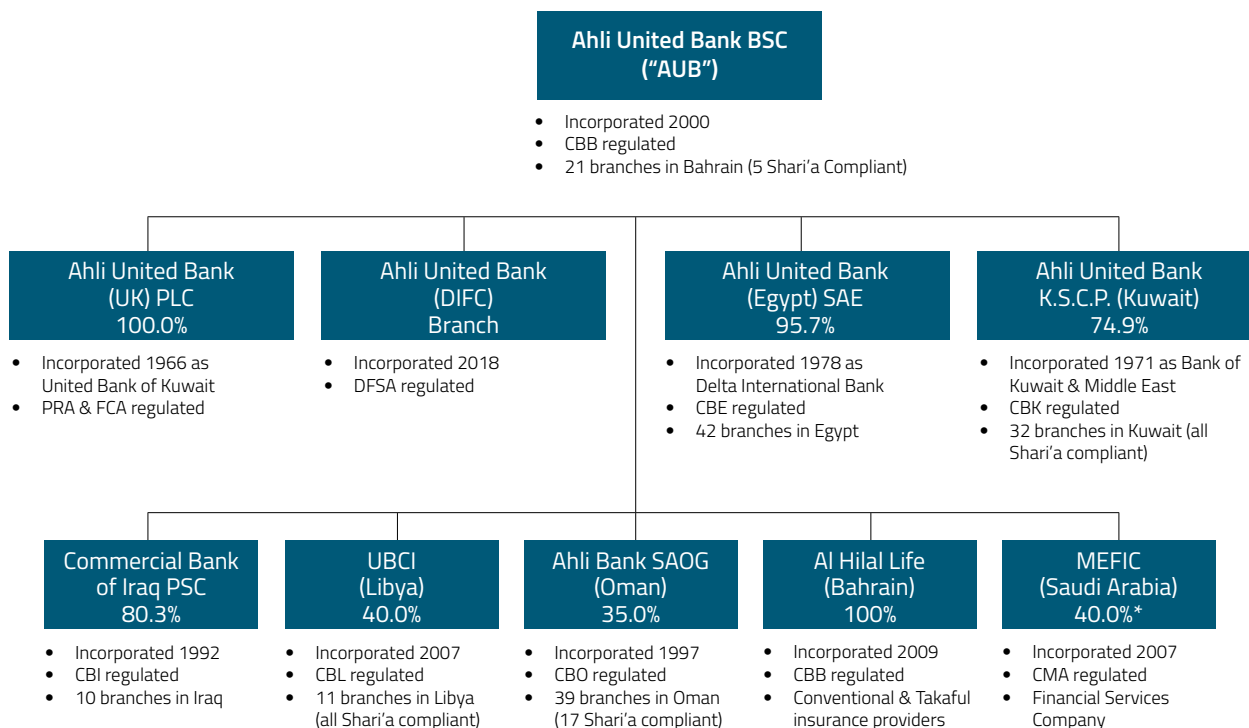 Ahli United Bank BSC
(“AUB”)
• Incorporated 2000
• CBB regulated
• 21 branches in Bahrain (5 Shari’a Compliant)
Ahli United Bank
(UK) PLC
100.0%
• Incorporated 1966 as
United Bank of Kuwait
• PRA & FCA regulated
Ahli United Bank
(DIFC)
Branch
• Incorporated 2018
• DFSA regulated
Ahli United Bank
(Egypt) SAE
95.7%
• Incorporated 1978 as
Delta International Bank
• CBE regulated
• 42 branches in Egypt
Ahli United Bank
K.S.C.P. (Kuwait)
74.9%
• Incorporated 1971 as Bank of
Kuwait & Middle East
• CBK regulated
• 32 branches in Kuwait (all
Shari’a compliant)
Commercial Bank
of Iraq PSC
80.3%
• Incorporated 1992
• CBI regulated
• 10 branches in Iraq
UBCI
(Libya)
40.0%
• Incorporated 2007
• CBL regulated
• 11 branches in Libya
(all Shari’a compliant)
Ahli Bank SAOG
(Oman)
35.0%
• Incorporated 1997
• CBO regulated
• 39 branches in Oman
(17 Shari’a compliant)
Al Hilal Life
(Bahrain)
100%
• Incorporated 2009
• CBB regulated
• Conventional & Takaful
insurance providers
MEFIC
(Saudi Arabia)
40.0%*
• Incorporated 2007
• CMA regulated
• Financial Services
Company